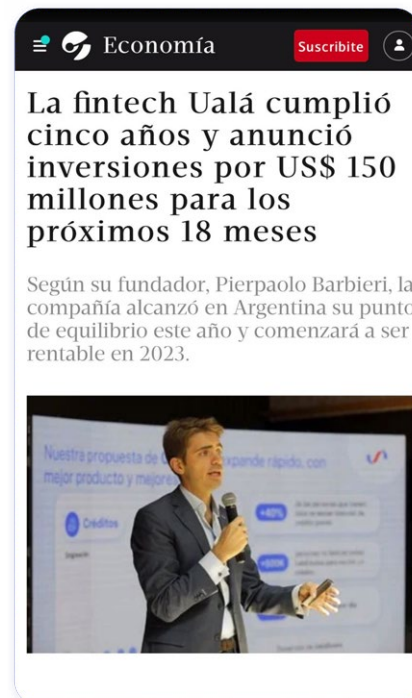 Economía
Suscribite
La fintech Ualá cumplió
cinco años y anunció
inversiones por US$ 150
millones para los
próximos 18 meses
Según su fundador, Pierpaolo Barbieri, la
compañía alcanzó en Argentina su punto
de equilibrio este año y comenzará a ser
rentable en 2023.
Nuestra propuesta de
xpande rápido, con
mejor producto y mejores
Créditos
+40%
+500K